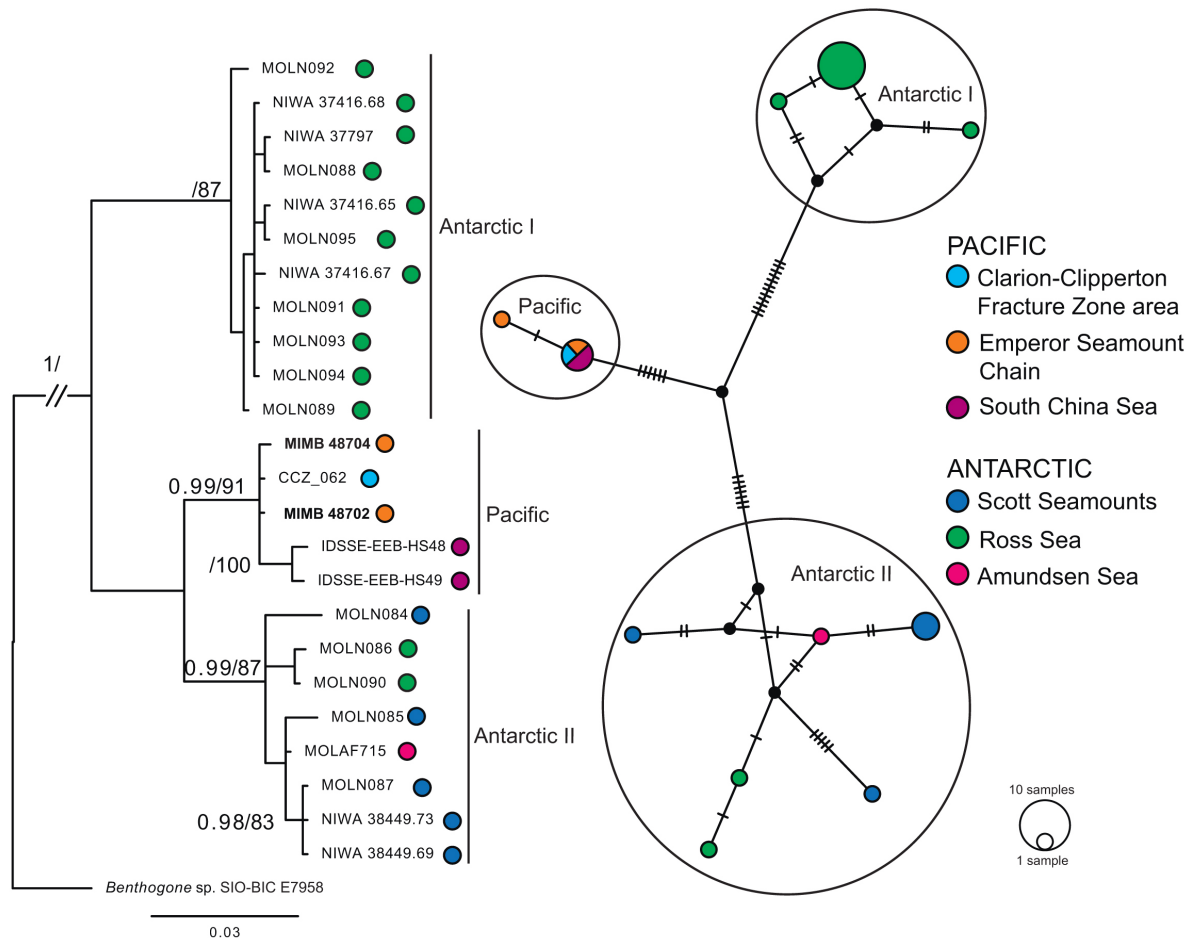 MOLN092
NIWA 37416.68
NIWA 37797
MOLN088
NIWA 37416.65
MOLN095
NIWA 37416.67
MOLN091
MOLN093
MOLN094
MOLN089
/87
Antarctic I
1/
MIMB 48704
CCZ_062
MIMB 48702
IDSSE-EEB-HS48
IDSSE-EEB-HS49
0.99/91
/100
Pacific
MOLN084
MOLN086
MOLN090
MOLN085
MOLAF715
MOLN087
NIWA 38449.73
NIWA 38449.69
0.99/87
0.98/83
Antarctic II
Benthogone sp. SIO-BIC E7958
0.03
Antarctic I
Pacific
Antarctic II
PACIFIC
Clarion-Clipperton
Fracture Zone area
Emperor Seamount
Chain
South China Sea
ANTARCTIC
Scott Seamounts
Ross Sea
Amundsen Sea
10 samples
1 sample